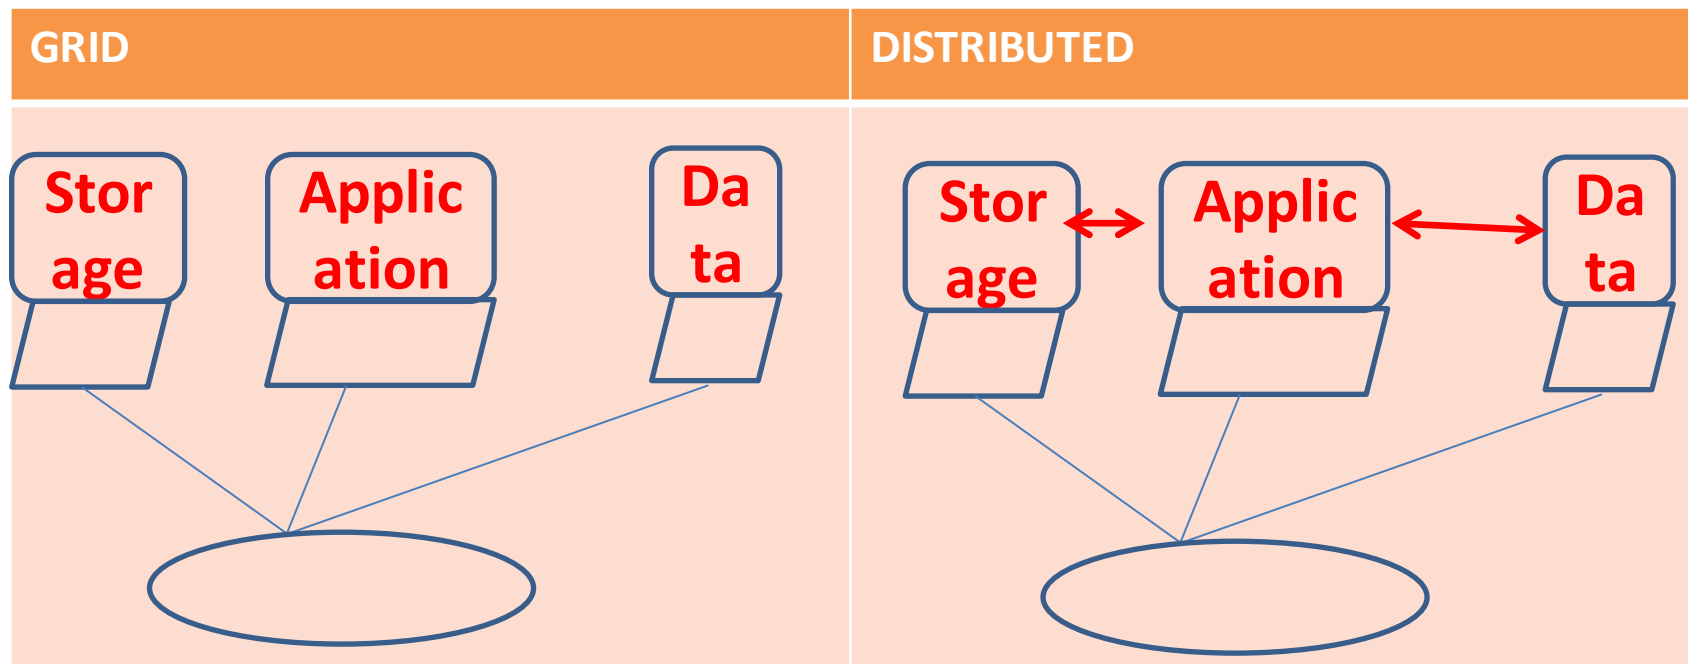 GRID
DISTRIBUTED
Stor
age
Applic
ation
Da
ta
Stor
age
Applic
ation
Da
ta